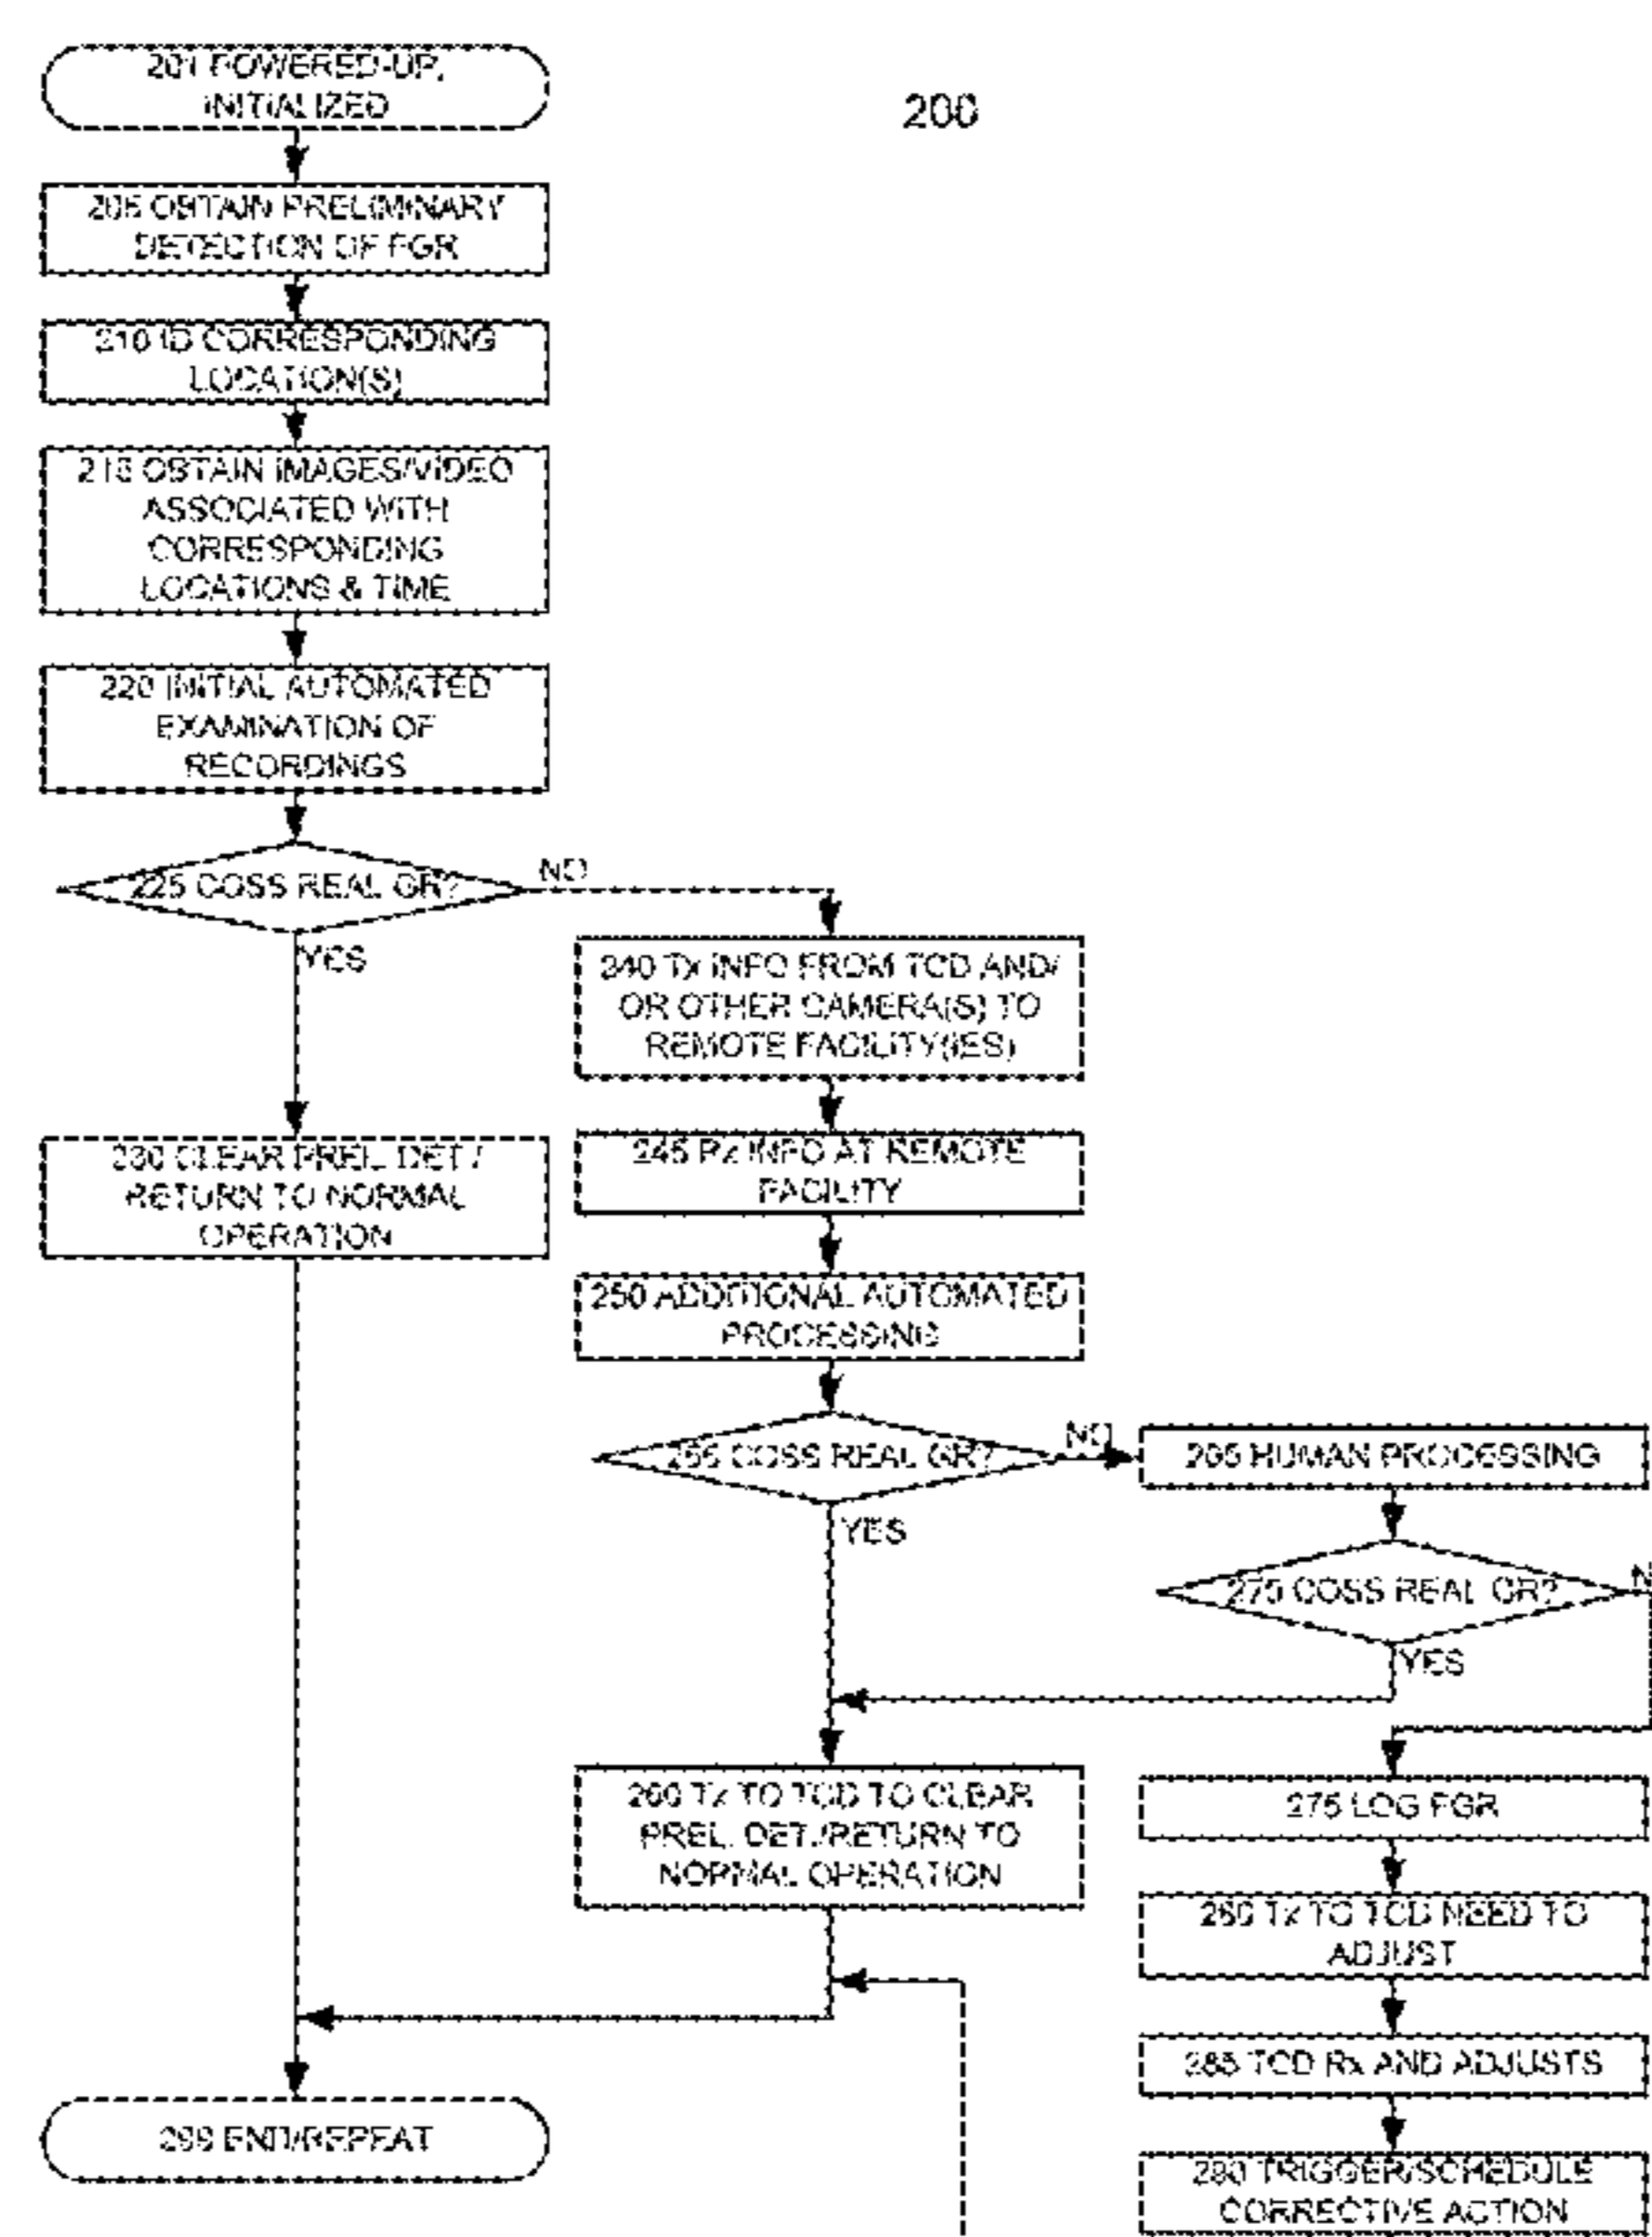 200
201 POWERED-UP,
INITIALIZED
205 OBTAIN PRELIMINARY
DETECTION OF FGR
210 ID CORRESPONDING
LOCATION(S)
215 OBTAIN IMAGES/VIDEO
ASSOCIATED WITH
CORRESPONDING
LOCATIONS & TIME
220 INITIAL AUTOMATED
EXAMINATION OF
RECORDINGS
225 COSS REAL GR?
NO
YES
230 CLEAR PREL. DET./
RETURN TO NORMAL
OPERATION
240 Tx INFO FROM TCD AND/
OR OTHER CAMERA(S) TO
REMOTE FACILITY(IES)
245 Rx INFO AT REMOTE
FACILITY
250 ADDITIONAL AUTOMATED
PROCESSING
255 COSS REAL GR?
NO
YES
265 HUMAN PROCESSING
275 COSS REAL GR?
N
YES
260 Tx TO TCD TO CLEAR
PREL. DET./RETURN TO
NORMAL OPERATION
275 LOG FGR
280 Tx TO TCD NEED TO
ADJUST
285 TCD Rx AND ADJUSTS
TRIGGER/SCHEDULE
CORRECTIVE ACTION
299 END/REPEAT